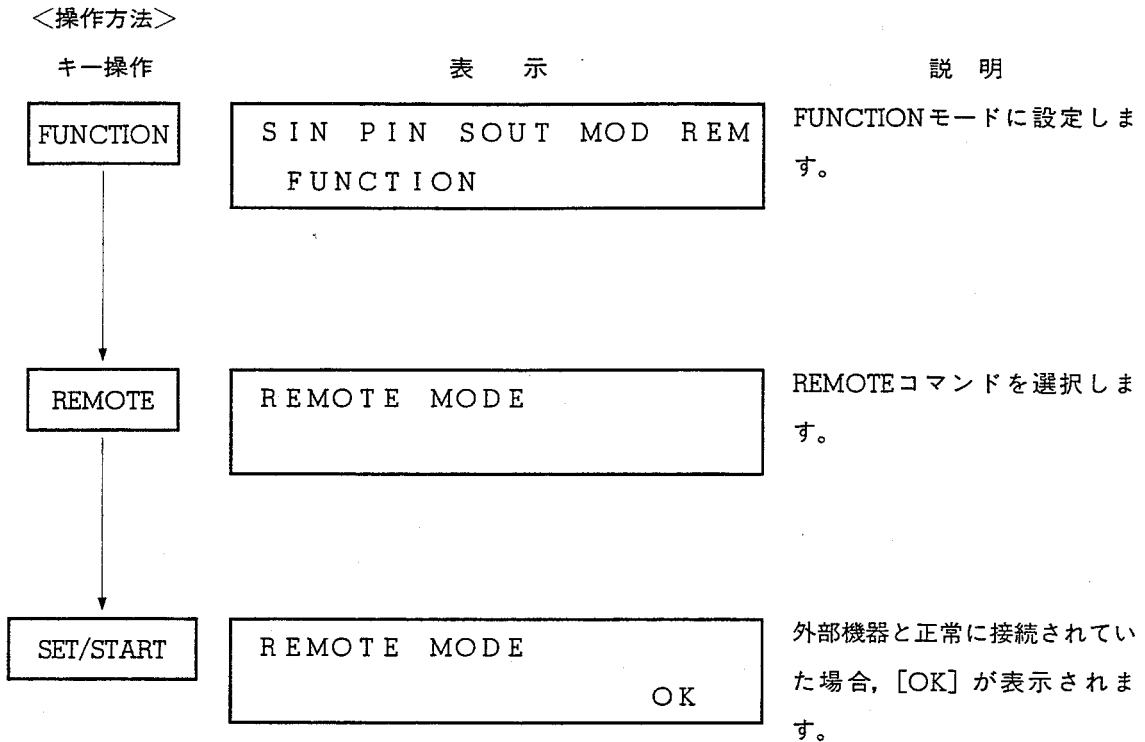 <操作方法>
キー操作 表 示 説 明
FUNCTION
SIN PIN SOUT MOD REM
FUNCTION
FUNCTIONモードに設定しま
す。
REMOTE
REMOTE MODE
REMOTEコマンドを選択しま
す。
SET/START
REMOTE MODE
OK
外部機器と正常に接続されてい
た場合,[OK]が表示されま
す。